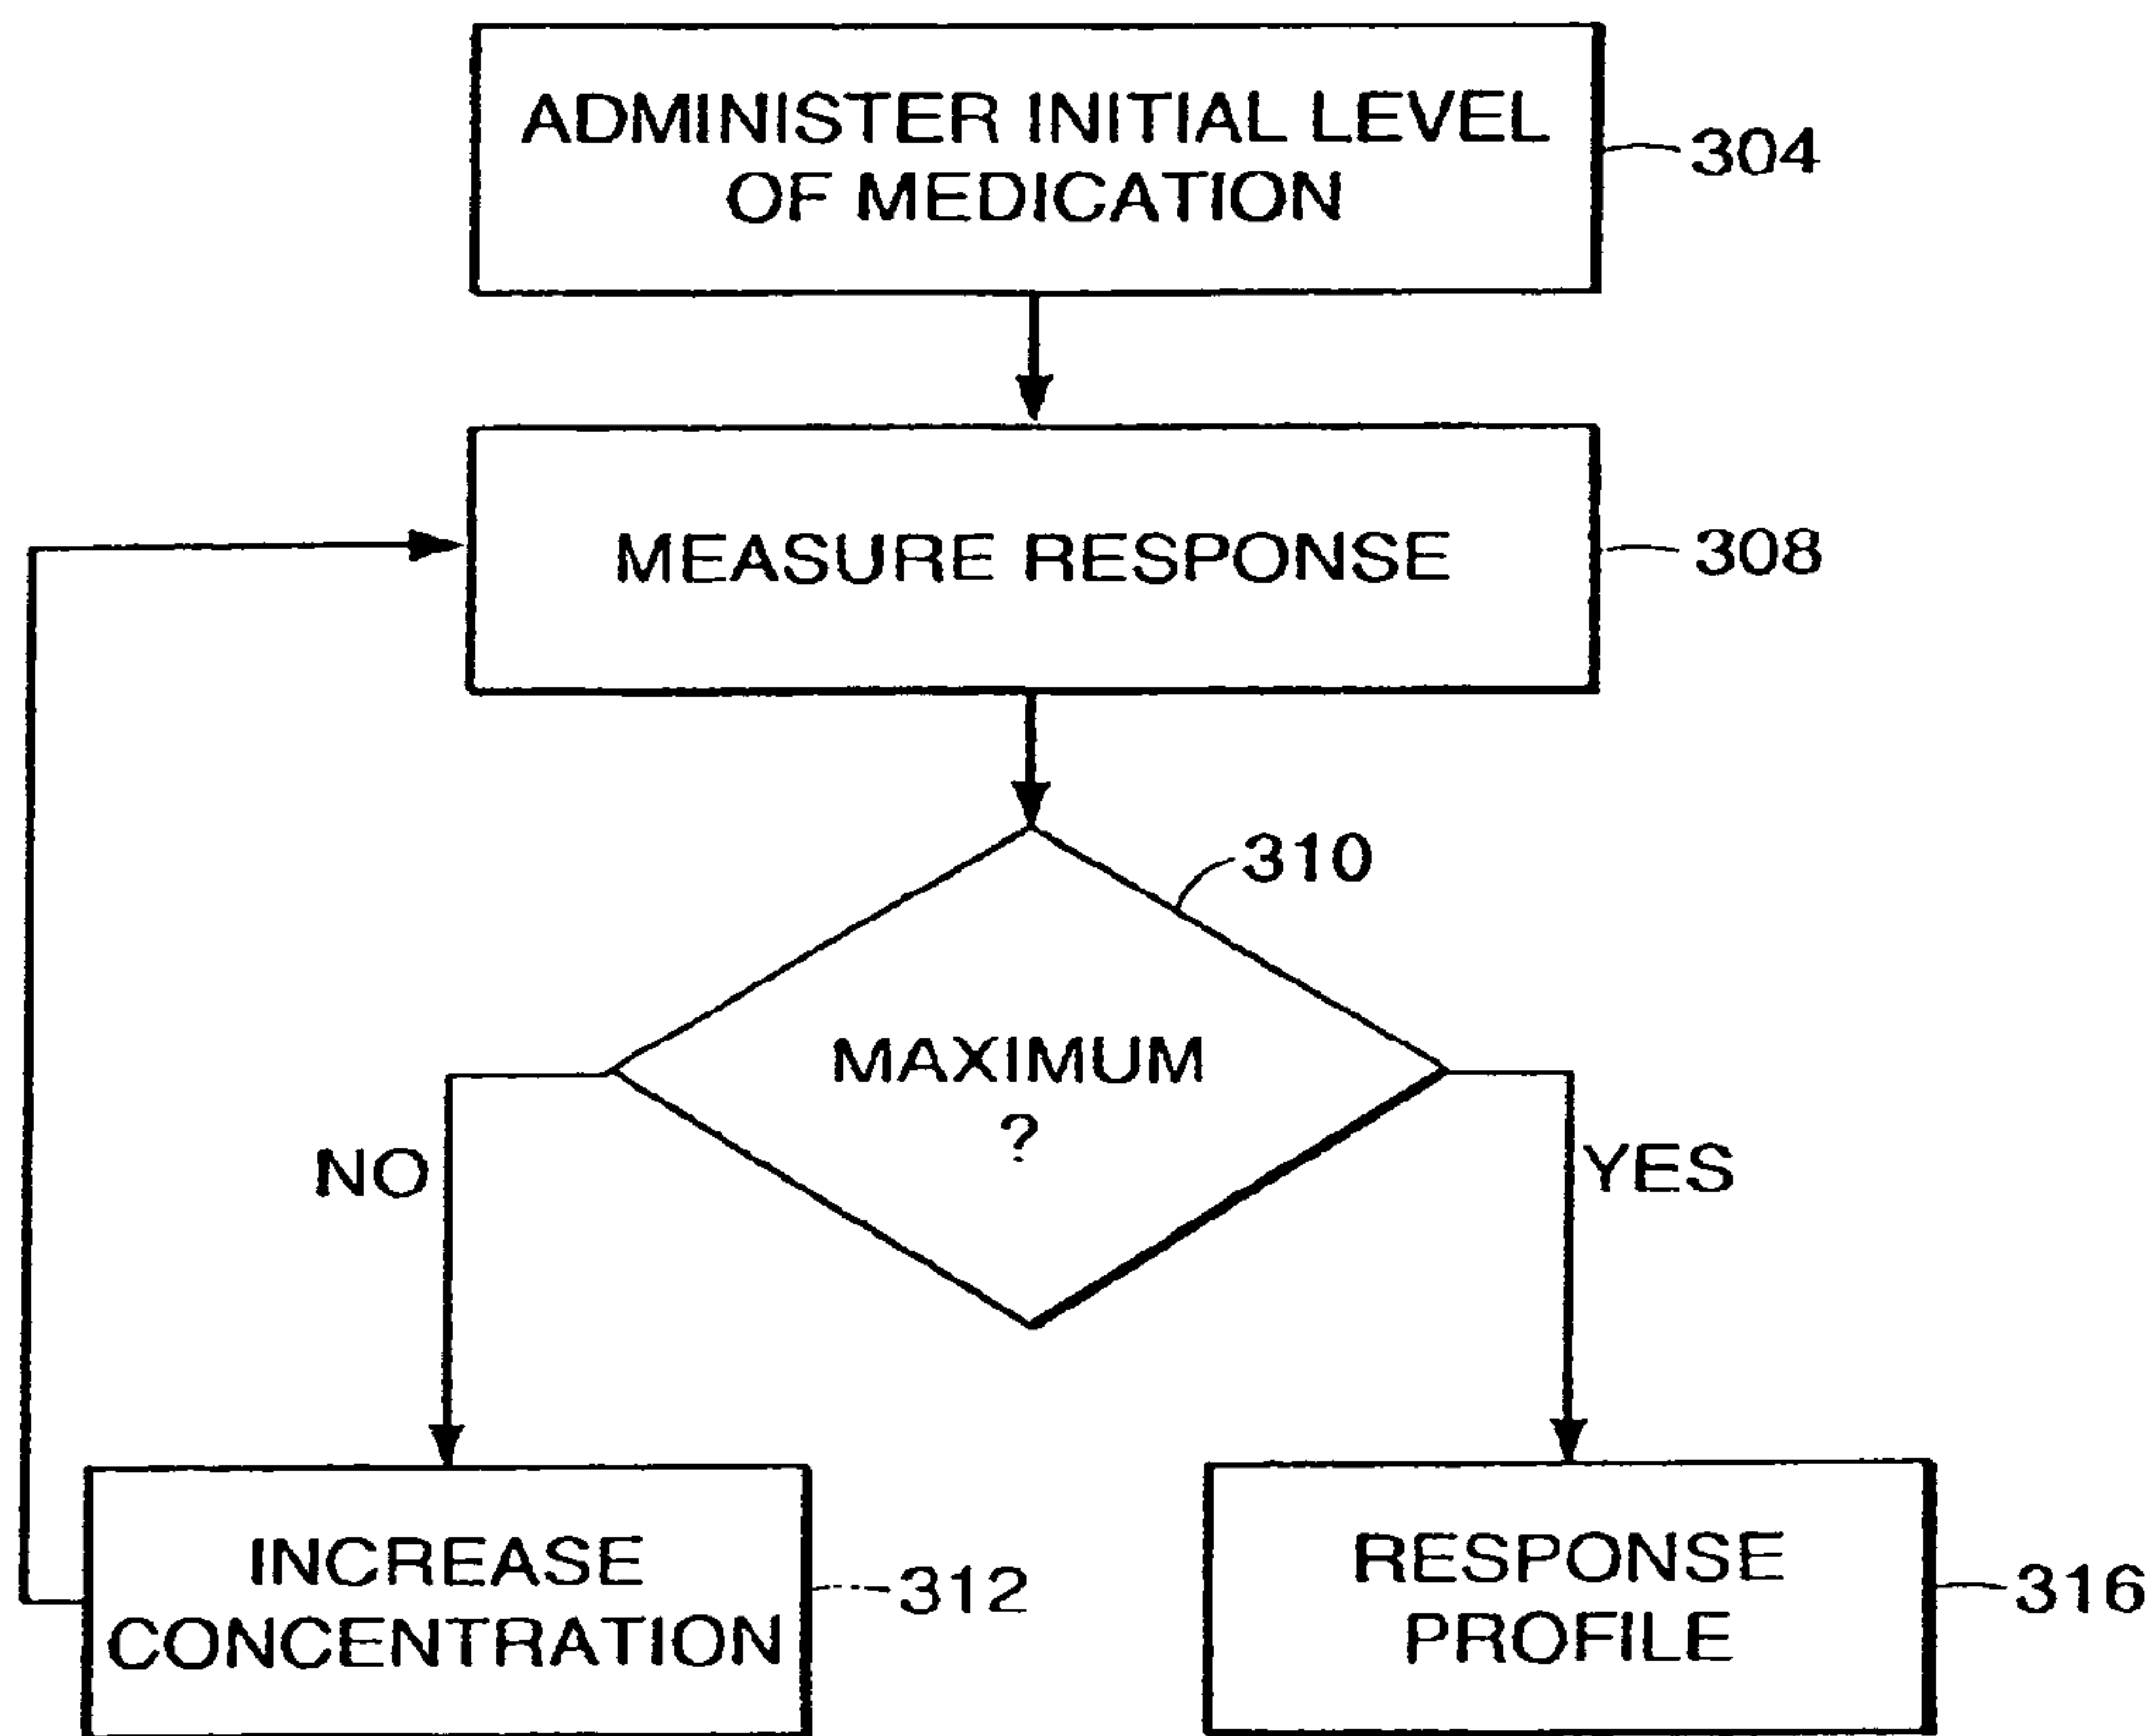 ADMINISTER INITIAL LEVEL
OF MEDICATION
304
MEASURE RESPONSE
308
310
MAXIMUM
?
NO
YES
INCREASE
CONCENTRATION
312
RESPONSE
PROFILE
316